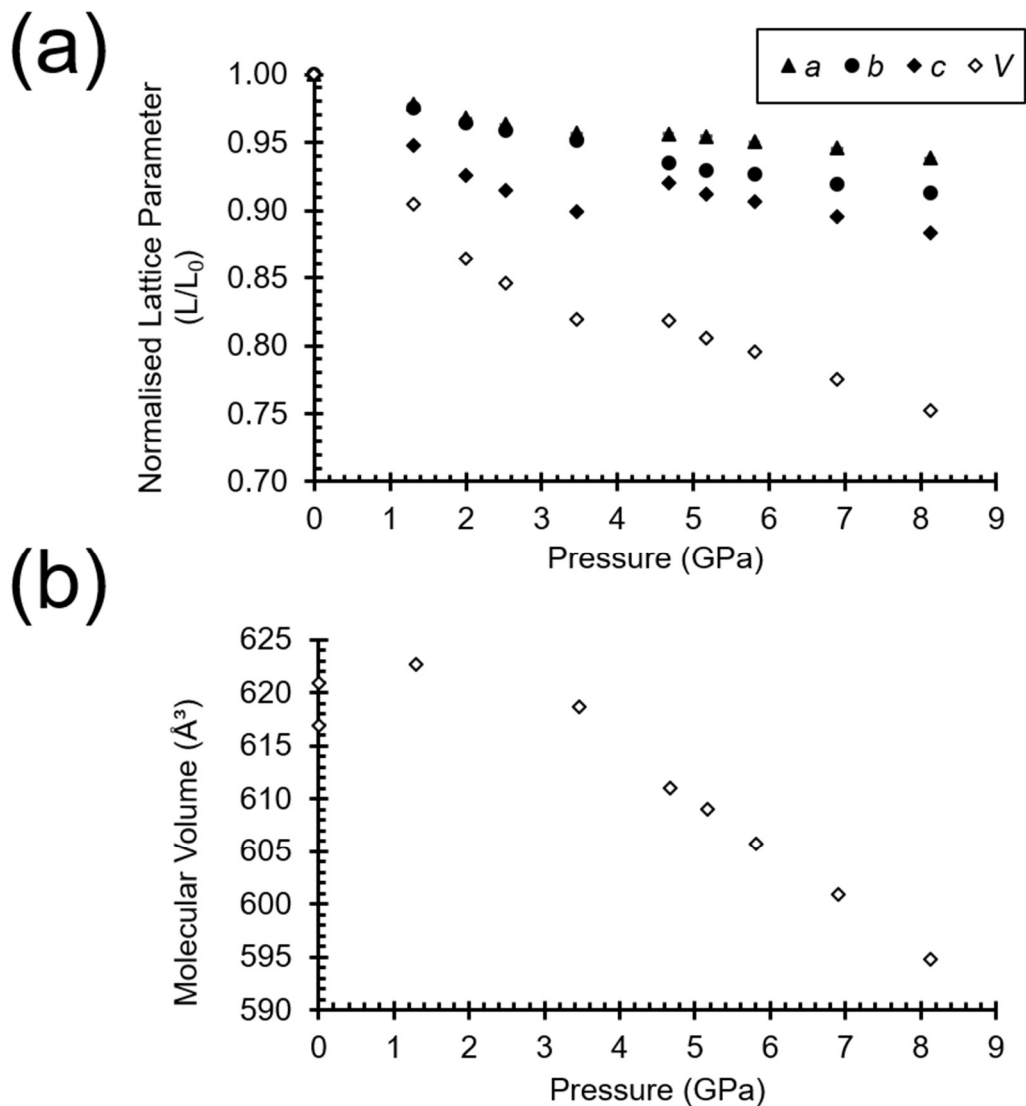 (a)
▲ a ● b ◆ c ◇ V
Normalised Lattice Parameter
(L/L₀)
1.00
0.95
0.90
0.85
0.80
0.75
0.70
0 1 2 3 4 5 6 7 8 9
Pressure (GPa)
(b)
Molecular Volume (Å³)
625
620
615
610
605
600
595
590
0 1 2 3 4 5 6 7 8 9
Pressure (GPa)